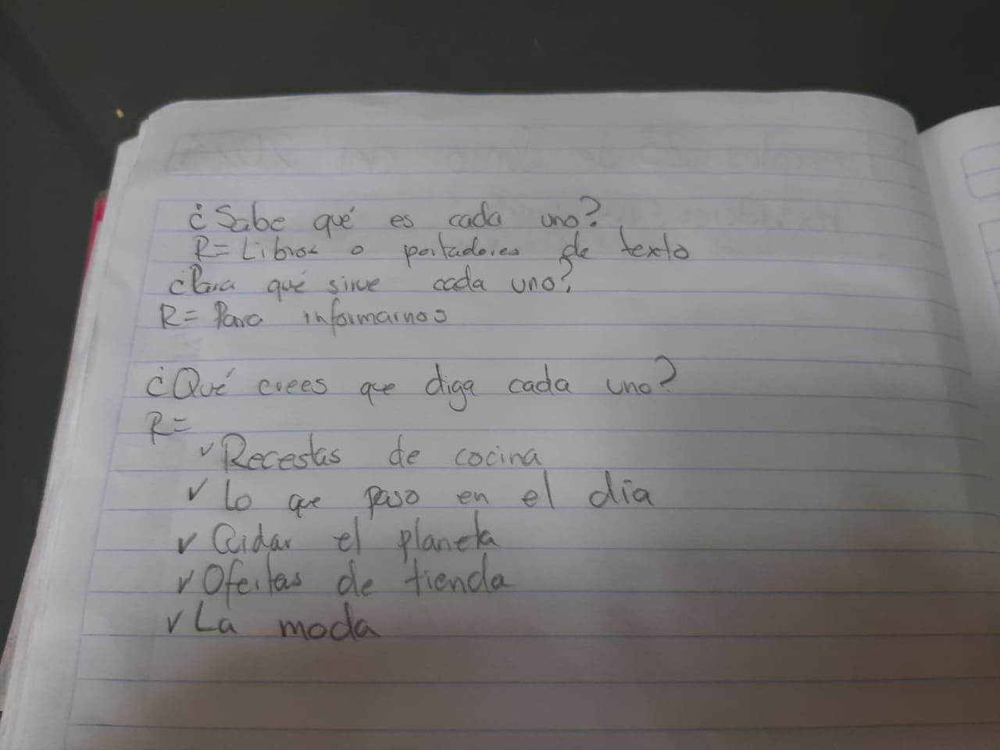 ¿Sabe qué es cada uno?
R= Libros o portadores de texto
¿Para qué sirve cada uno?
R= Para informarnos
¿Qué crees que diga cada uno?
R=
✓ Recestas de cocina
✓ Lo que paso en el día
✓ Cuidar el planeta
✓ Ofertas de tienda
✓ La moda